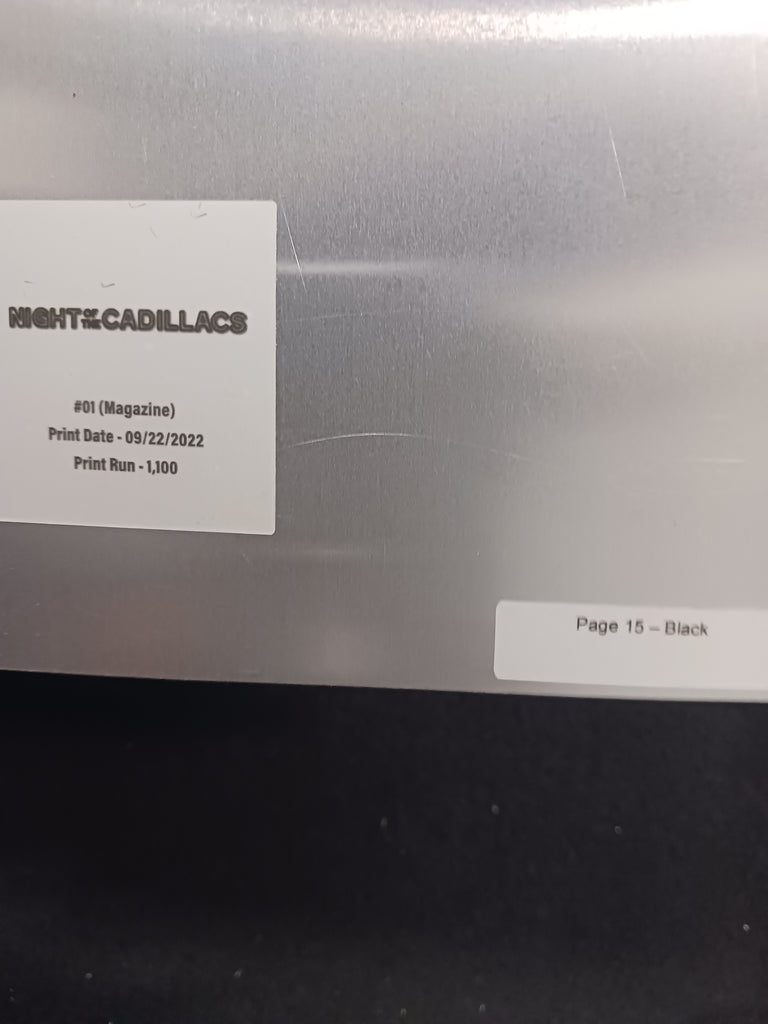 NIGHT OF THE CADILLACS
#01 (Magazine)
Print Date - 09/22/2022
Print Run - 1,100
Page 15 – Black